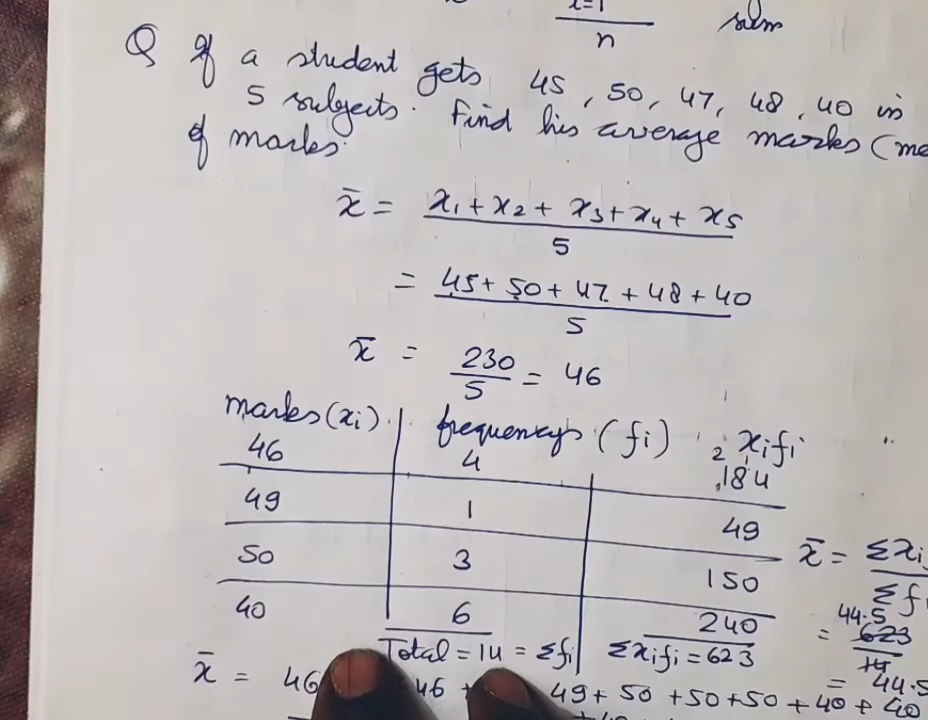 x=1
n
Q If a student gets 45, 50, 47, 48, 40 in
5 subjects. Find his average marks (me
of marks.
x̄ = x1 + x2 + x3 + x4 + x5
5
= 45 + 50 + 47 + 48 + 40
5
x̄ = 230/5 = 46
marks (xi) frequency (fi) xifi
46 4 184
49 1 49
50 3 150
40 6 240
Total = 14 = Σfi Σxifi = 623
x̄ = Σxi
Σfi
44.5
= 623
14
= 44.5
x̄ = 46 46 + 49 + 50 + 50 + 50 + 40 + 40